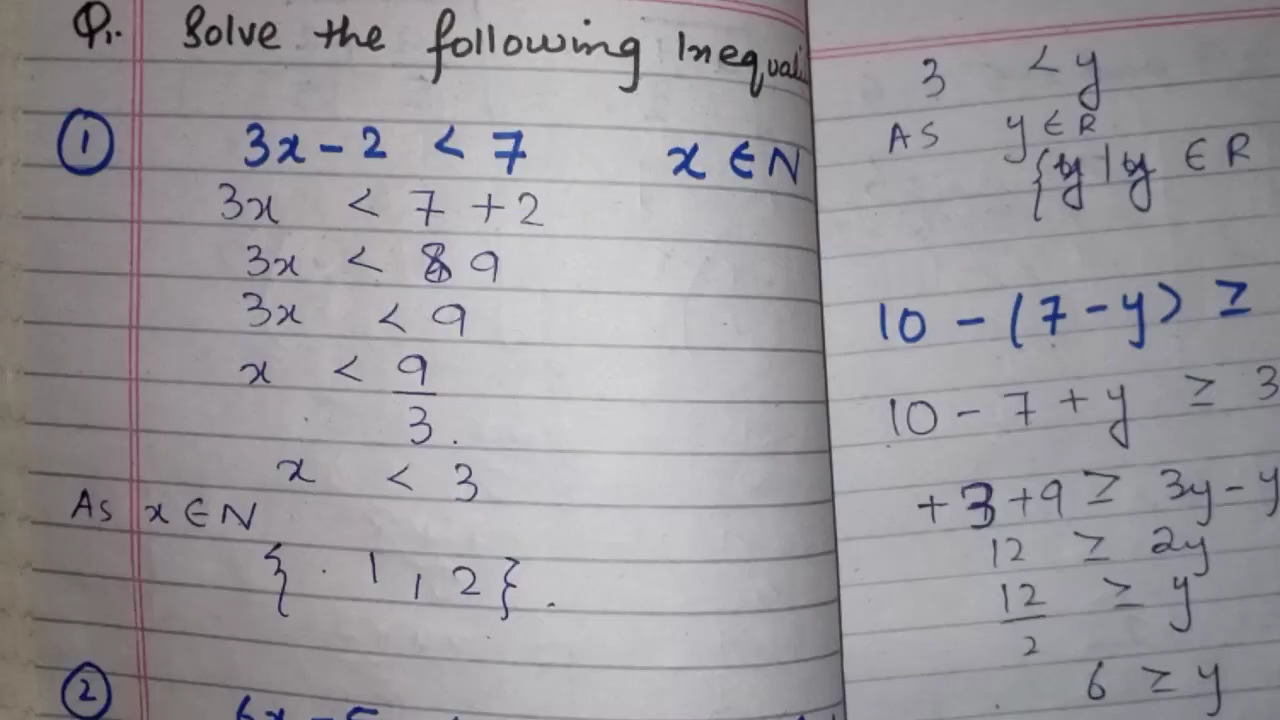 Q1. Solve the following
① 3x - 2 < 7 x ∈ N
3x < 7 + 2
3x < 9
3x < 9
x < 9
3.
x < 3
As x ∈ N
{ . 1 , 2 } .
②
3 < y
AS y ∈ R
{y | y ∈ R
10 - (7 - y) ≥
10 - 7 + y ≥ 3
+ 3 + 9 ≥ 3y - y
12 ≥ 2y
12 ≥ y
2
6 ≥ y